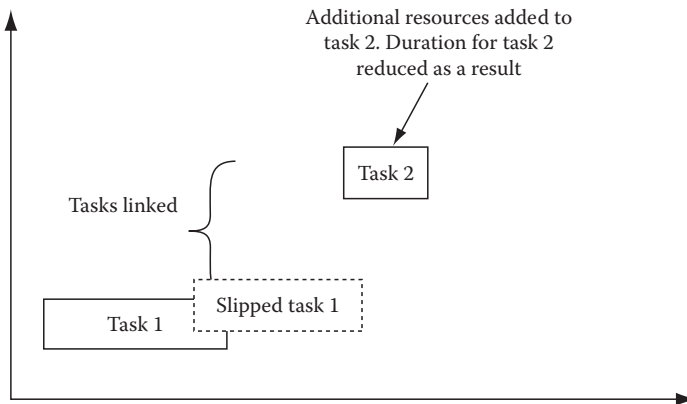 Additional resources added to
task 2. Duration for task 2
reduced as a result
Task 2
Tasks linked
Slipped task 1
Task 1